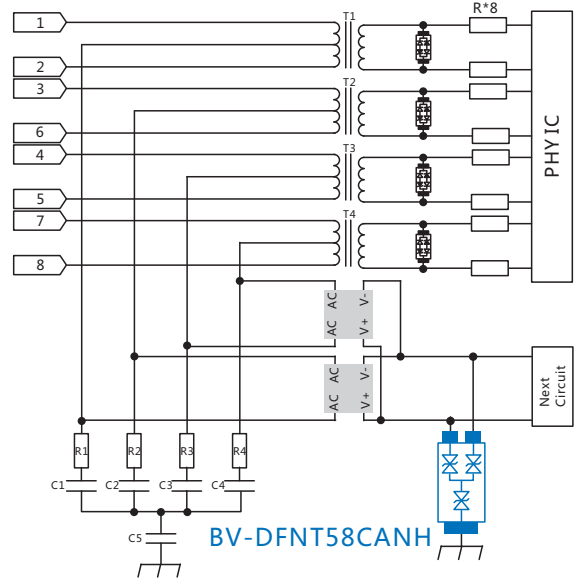 R*8
1
T1
2
3
T2
6
4
T3
5
7
T4
8
PHY IC
AC AC
V- V+
AC AC
V- V+
Next
Circuit
R1
R2
R3
R4
C1
C2
C3
C4
C5
BV-DFNT58CANH